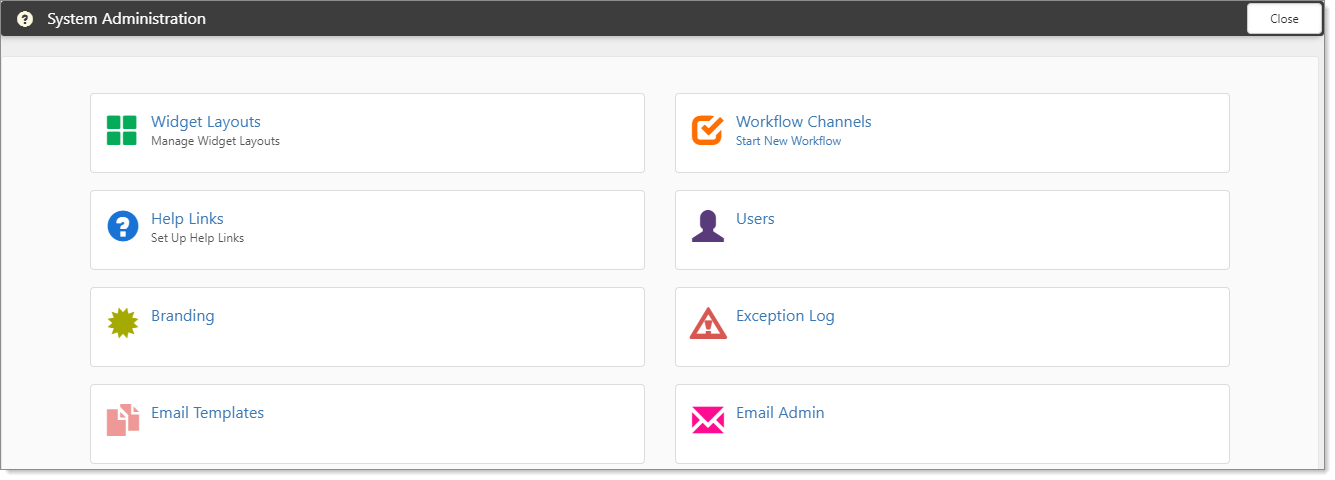 System Administration
Close
Widget Layouts
Manage Widget Layouts
Workflow Channels
Start New Workflow
Help Links
Set Up Help Links
Users
Branding
Exception Log
Email Templates
Email Admin